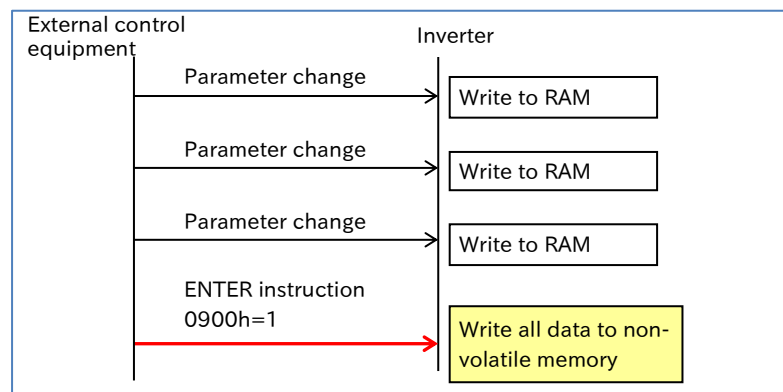 External control
equipment
Inverter
Parameter change
Write to RAM
Parameter change
Write to RAM
Parameter change
Write to RAM
ENTER instruction
0900h=1
Write all data to non-
volatile memory